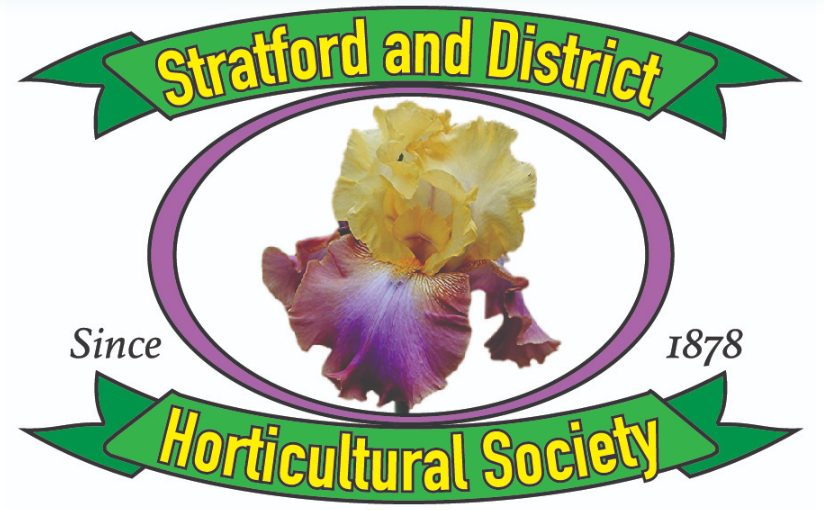 Stratford and District
Since
1878
Horticultural Society